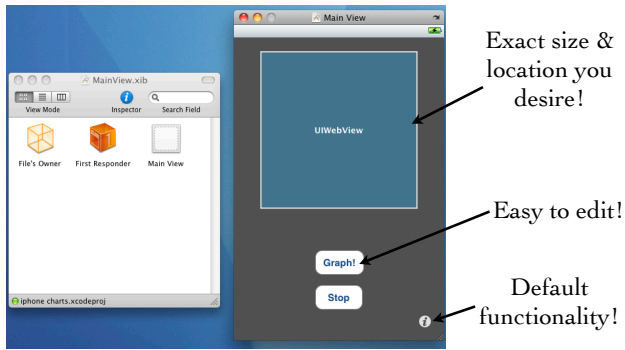 MainView.xib
View Mode
Inspector
Search Field
File's Owner
First Responder
Main View
iphone charts.xcodeproj
Main View
UIWebView
Graph!
Stop
Exact size &
location you
desire!
Easy to edit!
Default
functionality!